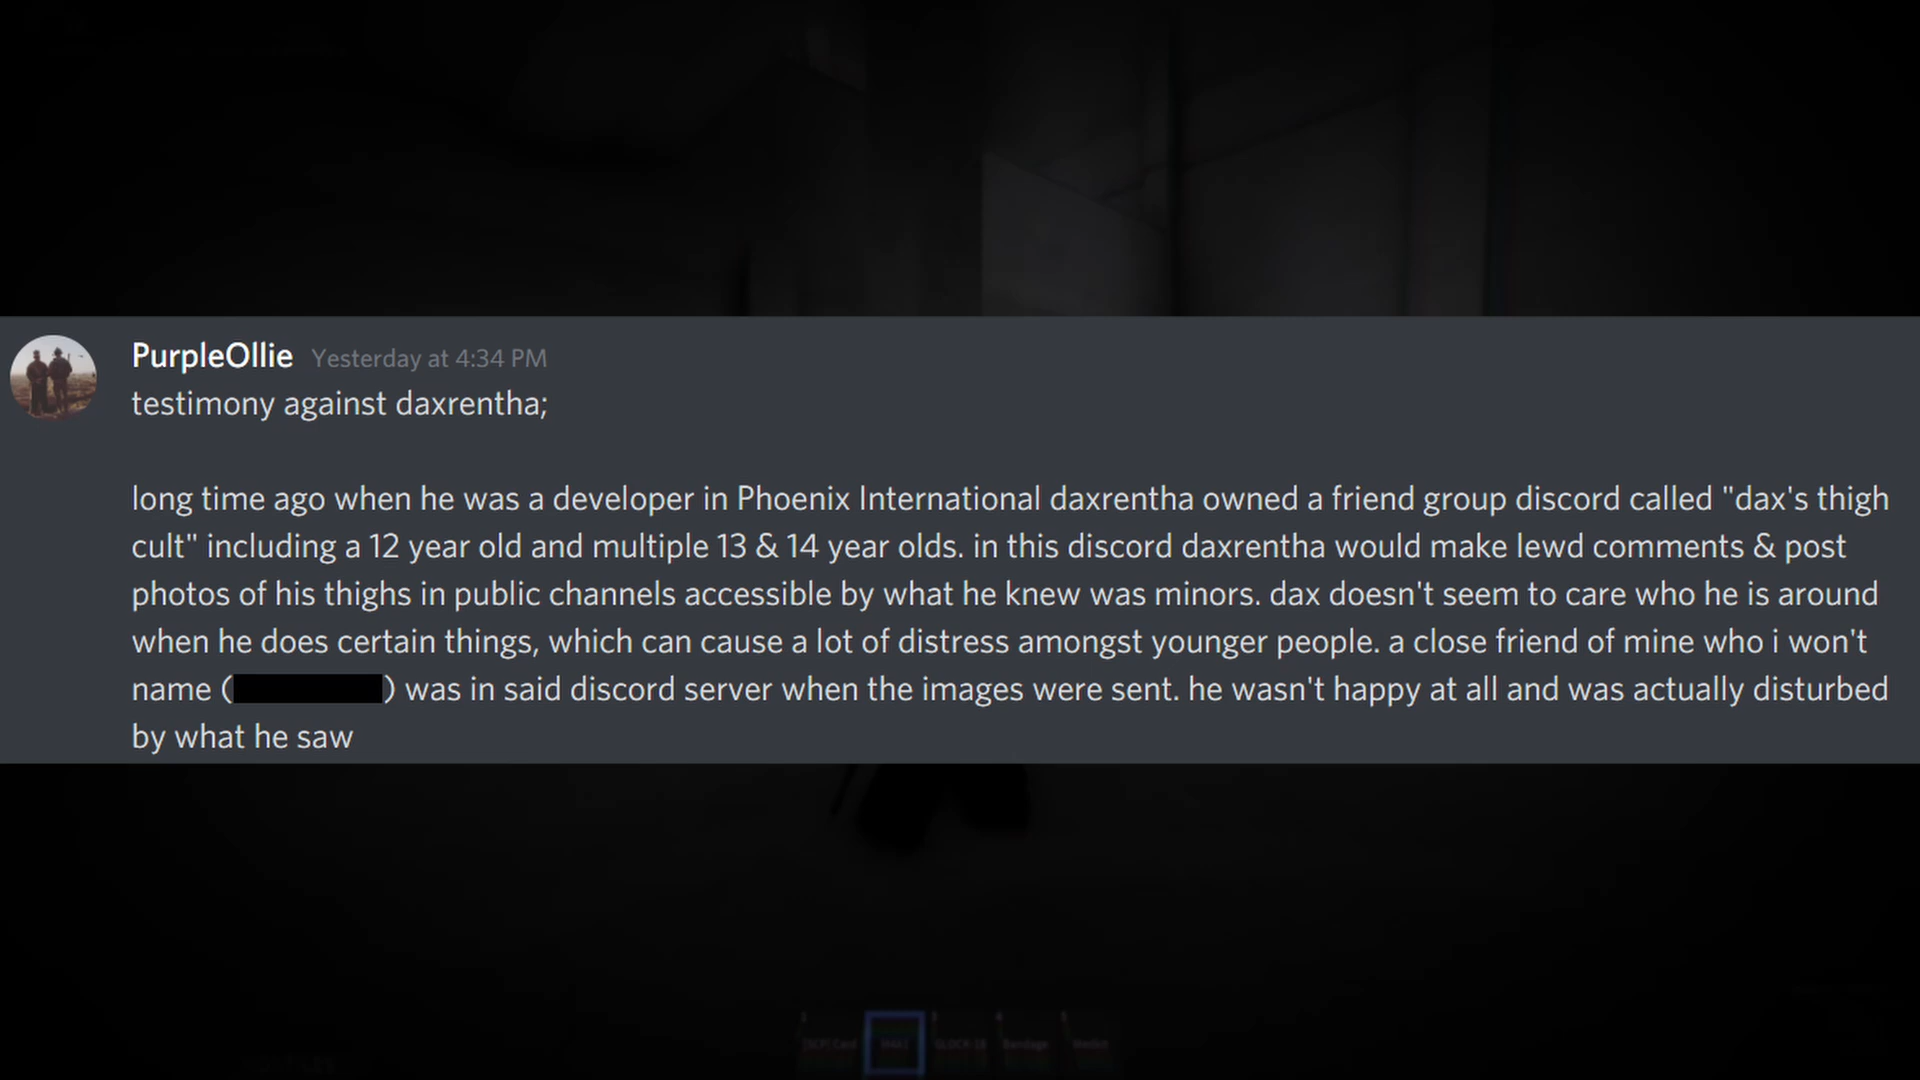 PurpleOllie Yesterday at 4:34 PM
testimony against daxrentha;
long time ago when he was a developer in Phoenix International daxrentha owned a friend group discord called "dax's thigh
cult" including a 12 year old and multiple 13 & 14 year olds. in this discord daxrentha would make lewd comments & post
photos of his thighs in public channels accessible by what he knew was minors. dax doesn't seem to care who he is around
when he does certain things, which can cause a lot of distress amongst younger people. a close friend of mine who i won't
name ( ) was in said discord server when the images were sent. he wasn't happy at all and was actually disturbed
by what he saw
Bandage